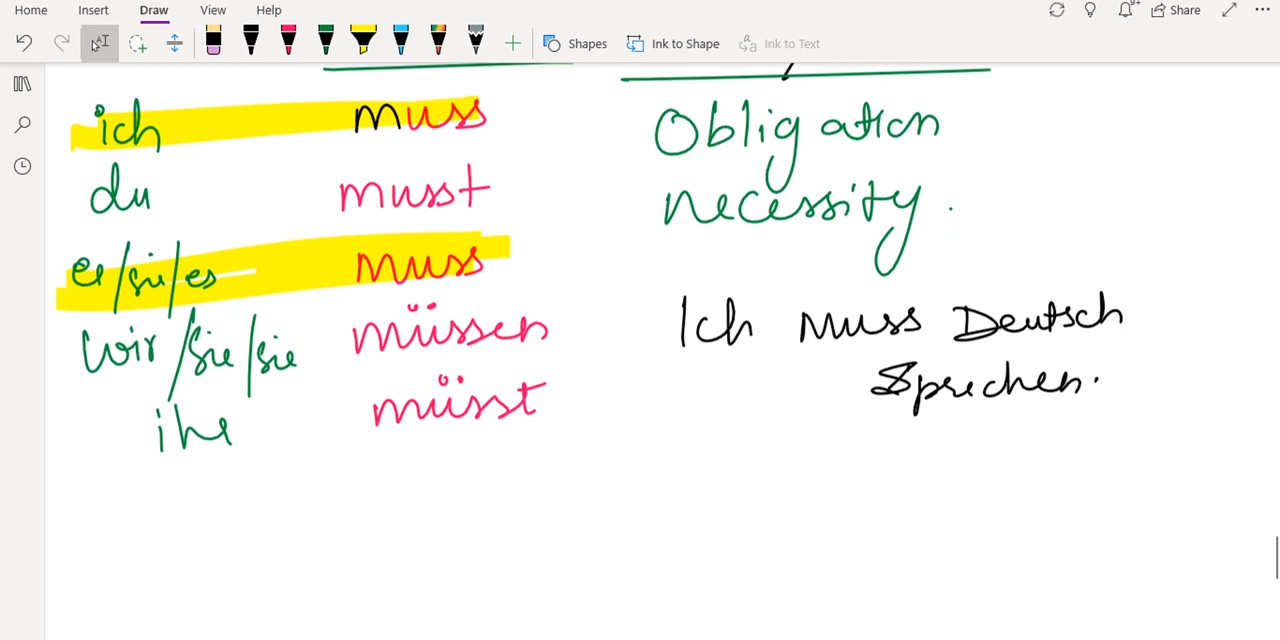 Home Insert Draw View Help Share
Shapes Ink to Shape Ink to Text
ich muss
du musst
er/sie/es muss
wir/Sie/sie müssen
ihr müsst
Obligation
necessity.
Ich muss Deutsch
Sprechen.